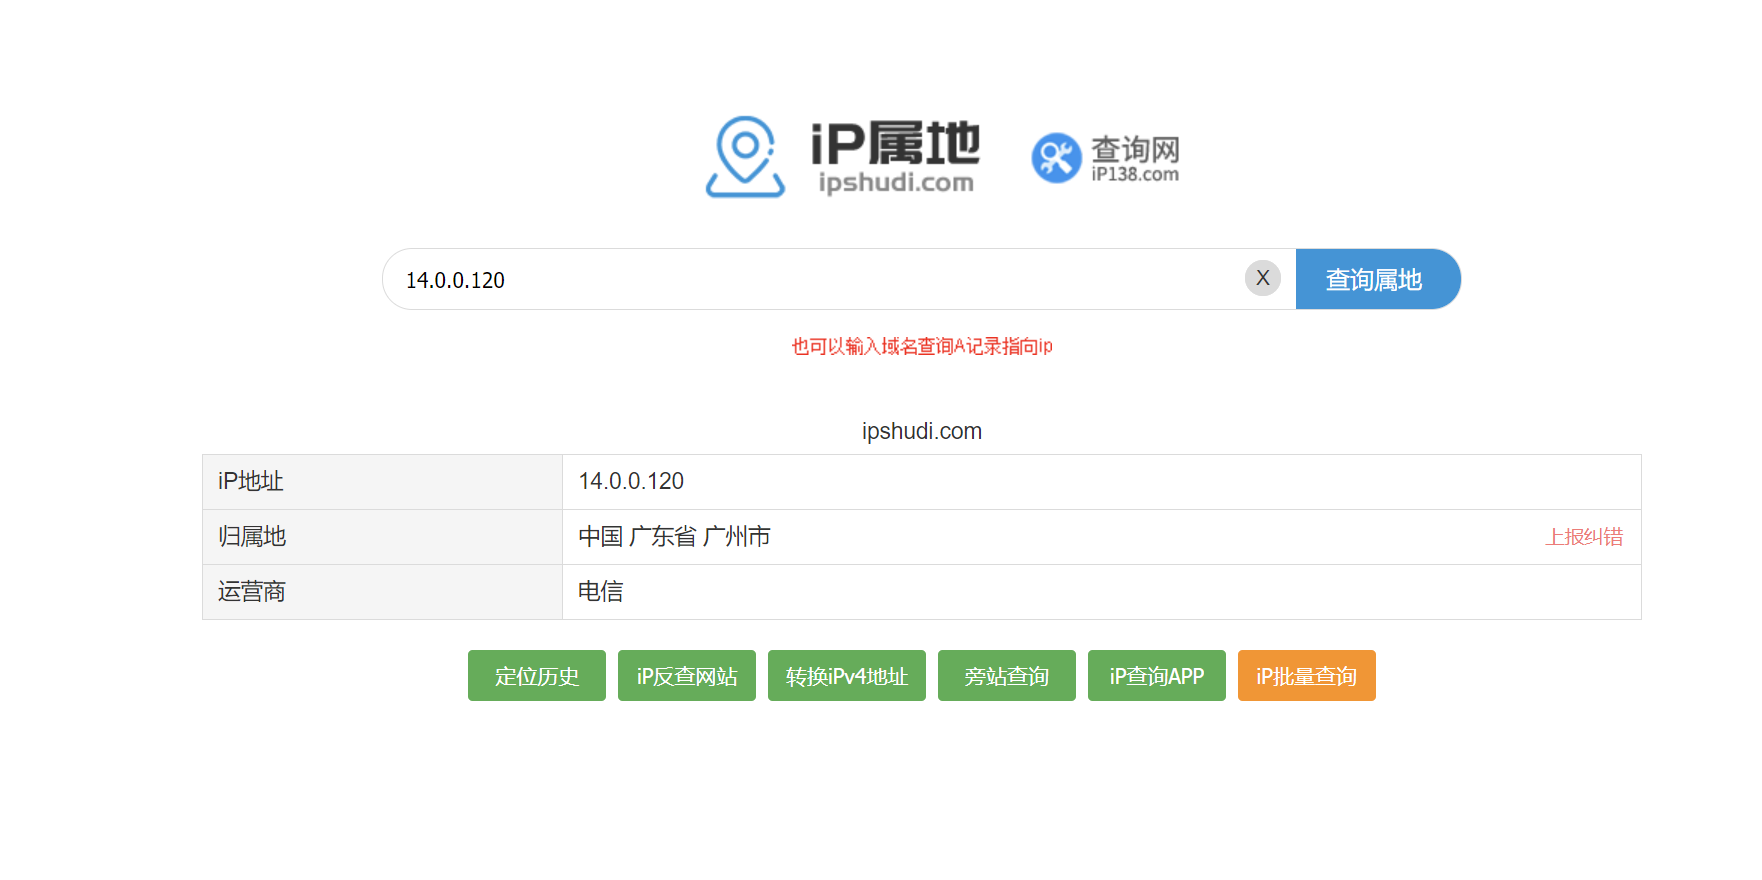 iP属地
ipshudi.com
查询网
iP138.com
14.0.0.120
X
查询属地
也可以输入域名查询A记录指向ip
ipshudi.com
iP地址 14.0.0.120
归属地 中国 广东省 广州市 上报纠错
运营商 电信
定位历史 iP反查网站 转换iPv4地址 旁站查询 iP查询APP iP批量查询